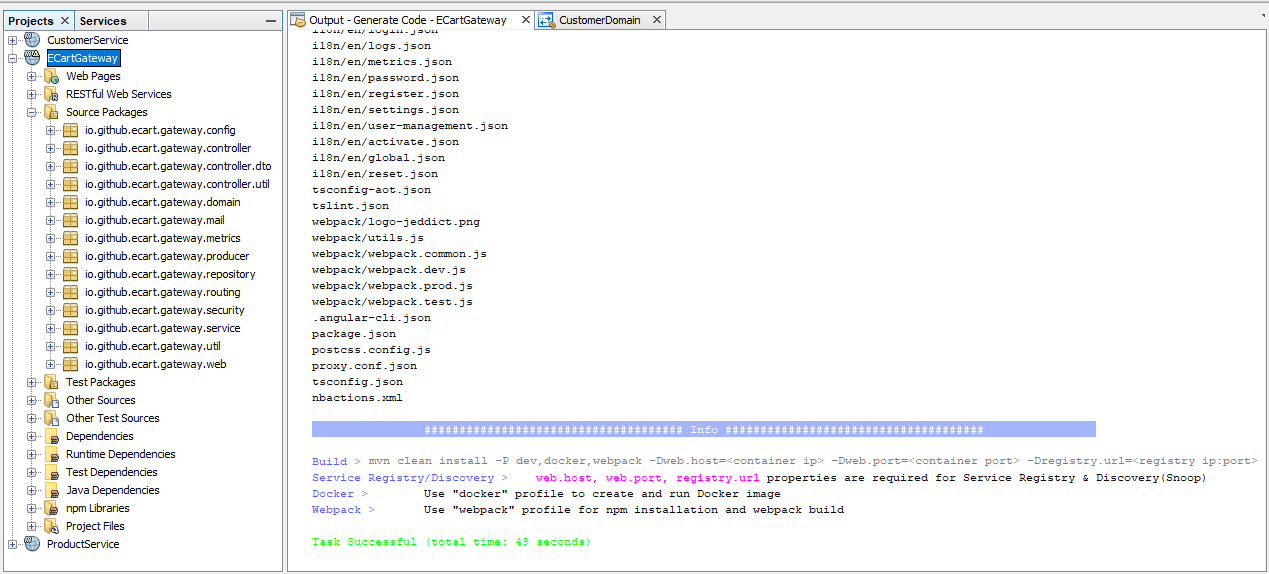 Projects
Services
CustomerService
ECartGateway
Web Pages
RESTful Web Services
Source Packages
io.github.ecart.gateway.config
io.github.ecart.gateway.controller
io.github.ecart.gateway.controller.dto
io.github.ecart.gateway.controller.util
io.github.ecart.gateway.domain
io.github.ecart.gateway.mail
io.github.ecart.gateway.metrics
io.github.ecart.gateway.producer
io.github.ecart.gateway.repository
io.github.ecart.gateway.routing
io.github.ecart.gateway.security
io.github.ecart.gateway.service
io.github.ecart.gateway.util
io.github.ecart.gateway.web
Test Packages
Other Sources
Other Test Sources
Dependencies
Runtime Dependencies
Test Dependencies
Java Dependencies
npm Libraries
Project Files
ProductService
Output - Generate Code - ECartGateway
CustomerDomain
i18n/en/login.json
i18n/en/logs.json
i18n/en/metrics.json
i18n/en/password.json
i18n/en/register.json
i18n/en/settings.json
i18n/en/user-management.json
i18n/en/activate.json
i18n/en/global.json
i18n/en/reset.json
tsconfig-aot.json
tslint.json
webpack/logo-jeddict.png
webpack/utils.js
webpack/webpack.common.js
webpack/webpack.dev.js
webpack/webpack.prod.js
webpack/webpack.test.js
.angular-cli.json
package.json
postcss.config.js
proxy.conf.json
tsconfig.json
nbactions.xml
##################################### Info #####################################
Build > mvn clean install -P dev,docker,webpack -Dweb.host=<container ip> -Dweb.port=<container port> -Dregistry.url=<registry ip:port>
Service Registry/Discovery > web.host, web.port, registry.url properties are required for Service Registry & Discovery(Snoop)
Docker > Use "docker" profile to create and run Docker image
Webpack > Use "webpack" profile for npm installation and webpack build
Task Successful (total time: 49 seconds)